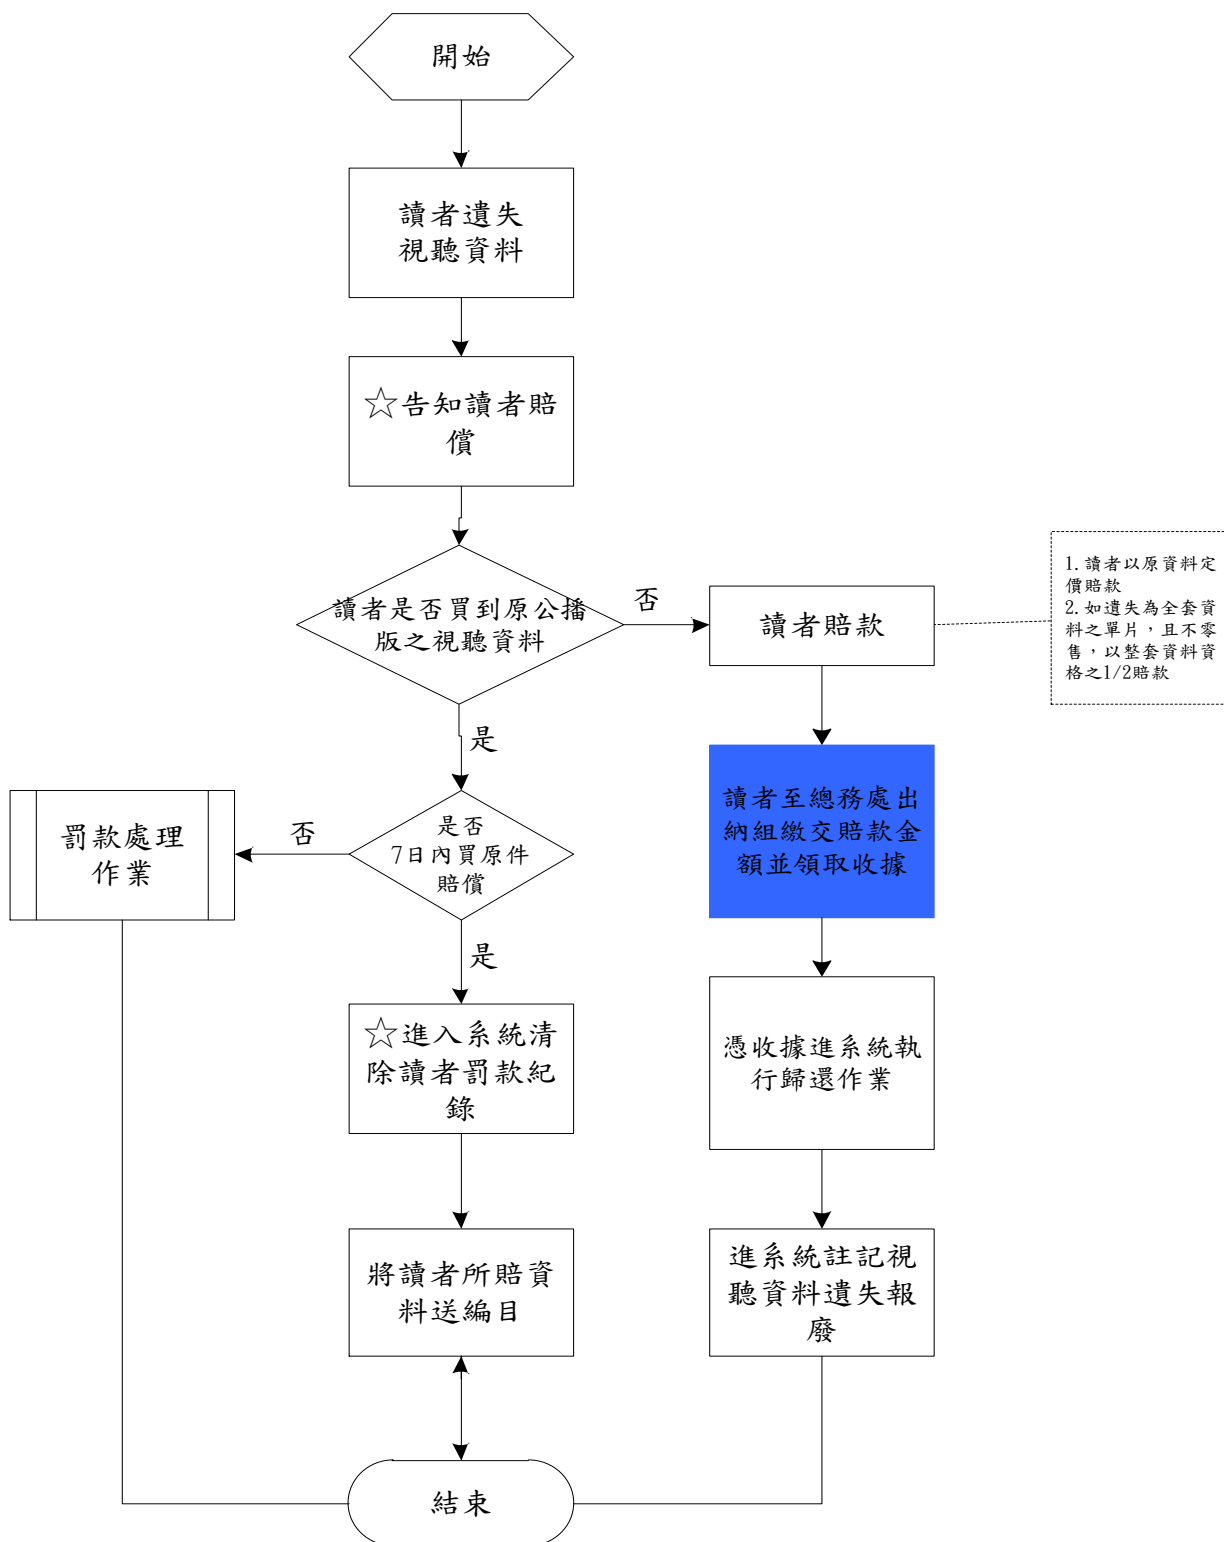 開始
讀者遺失
視聽資料
☆告知讀者賠
償
讀者是否買到原公播
版之視聽資料
否
讀者賠款
1.讀者以原資料定
價賠款
2.如遺失為全套資
料之單片，且不零
售，以整套資料資
格之1/2賠款
是
讀者至總務處出
納組繳交賠款金
額並領取收據
是否
7日內買原件
賠償
否
罰款處理
作業
是
☆進入系統清
除讀者罰款紀
錄
憑收據進系統執
行歸還作業
將讀者所賠資
料送編目
進系統註記視
聽資料遺失報
廢
結束